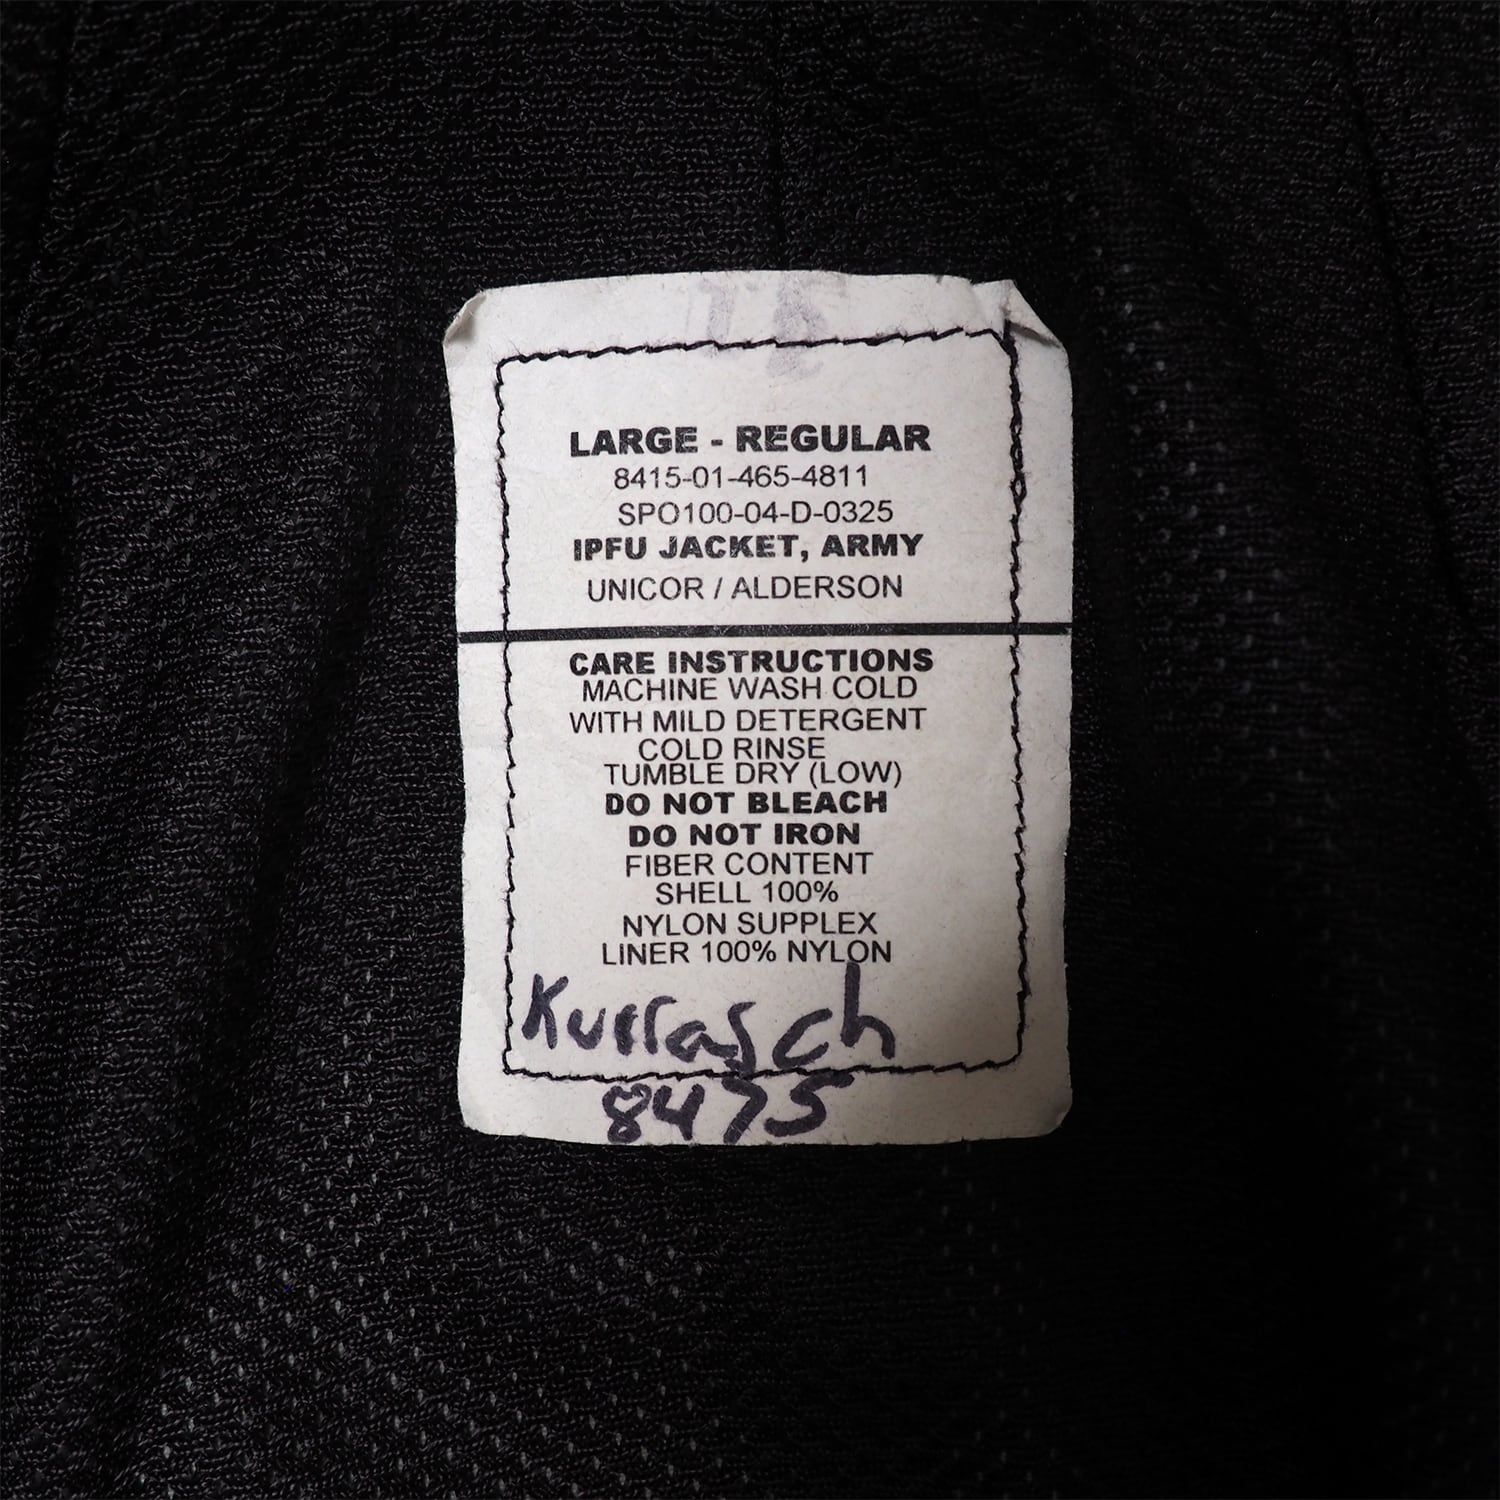 LARGE - REGULAR
8415-01-465-4811
SPO100-04-D-0325
IPFU JACKET, ARMY
UNICOR / ALDERSON
CARE INSTRUCTIONS
MACHINE WASH COLD
WITH MILD DETERGENT
COLD RINSE
TUMBLE DRY (LOW)
DO NOT BLEACH
DO NOT IRON
FIBER CONTENT
SHELL 100%
NYLON SUPPLEX
LINER 100% NYLON
Kurrasch
8475